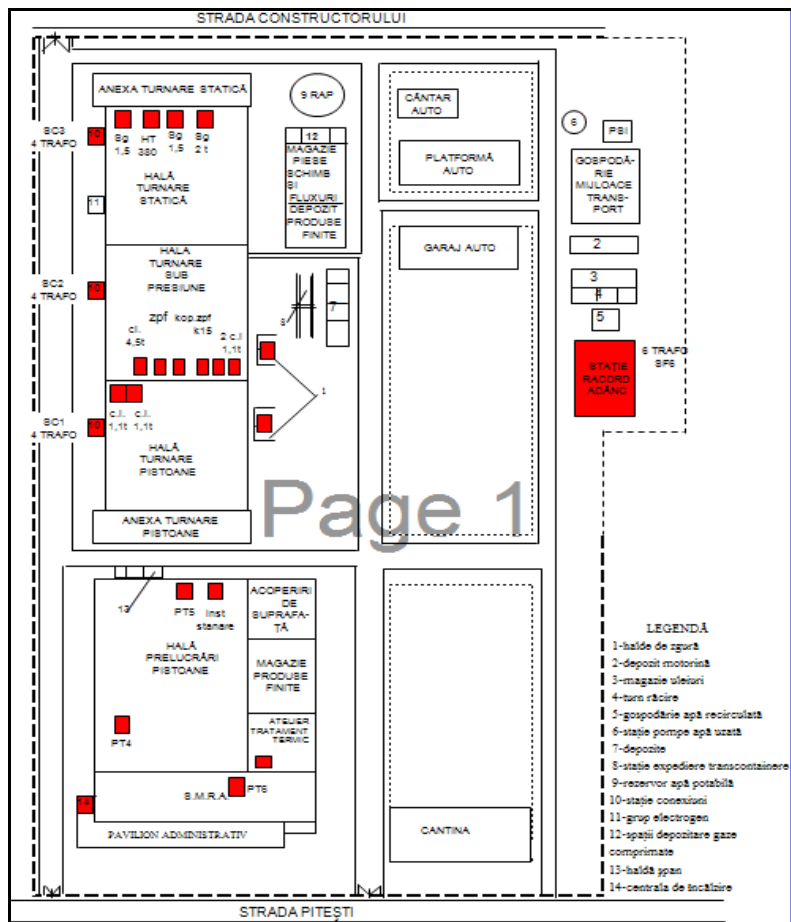 STRADA CONSTRUCTORULUI
ANEXA TURNARE STATICĂ
9 RAP
CÂNTAR
AUTO
6
PSI
SC3
4 TRAFO
10
Sg
1,5
HT
380
Sg
1,5
Sg
2 t
12
MAGAZIE
PIESE
SCHIMB
SI
FLUXURI
DEPOZIT
PRODUSE
FINITE
PLATFORMĂ
AUTO
GOSPODĂ-
RIE
MIJLOACE
TRANS-
PORT
HALĂ
TURNARE
STATICĂ
11
GARAJ AUTO
2
HALA
TURNARE
SUB
PRESIUNE
SC2
4 TRAFO
10
3
4
5
7
8
zpf kop.zpf
k15
cl.
4,5t
2 c.l
1,1t
6 TRAFO
SF6
STAȚIE
RACORD
ADÂNC
1
SC1
4 TRAFO
10
c.l.
1,1t
c.l.
1,1t
HALĂ
TURNARE
PISTOANE
Page 1
ANEXA TURNARE
PISTOANE
13
PT5
Inst
stanare
ACOPERIRI
DE
SUPRAFA-
ȚĂ
HALĂ
PRELUCRĂRI
PISTOANE
MAGAZIE
PRODUSE
FINITE
PT4
ATELIER
TRATAMENT
TERMIC
S.M.R.A.
PT6
14
PAVILION ADMINISTRATIV
CANTINA
LEGENDĂ
1-halde de zgură
2-depozit motorină
3-magazie uleiuri
4-turn răcire
5-gospodărie apă recirculată
6-stație pompe apă uzată
7-depozite
8-stație expediere transcontainere
9-rezervor apă potabilă
10-stație conexiuni
11-grup electrogen
12-spații depozitare gaze
comprimate
13-haldă șpan
14-centrala de încălzire
STRADA PITEȘTI